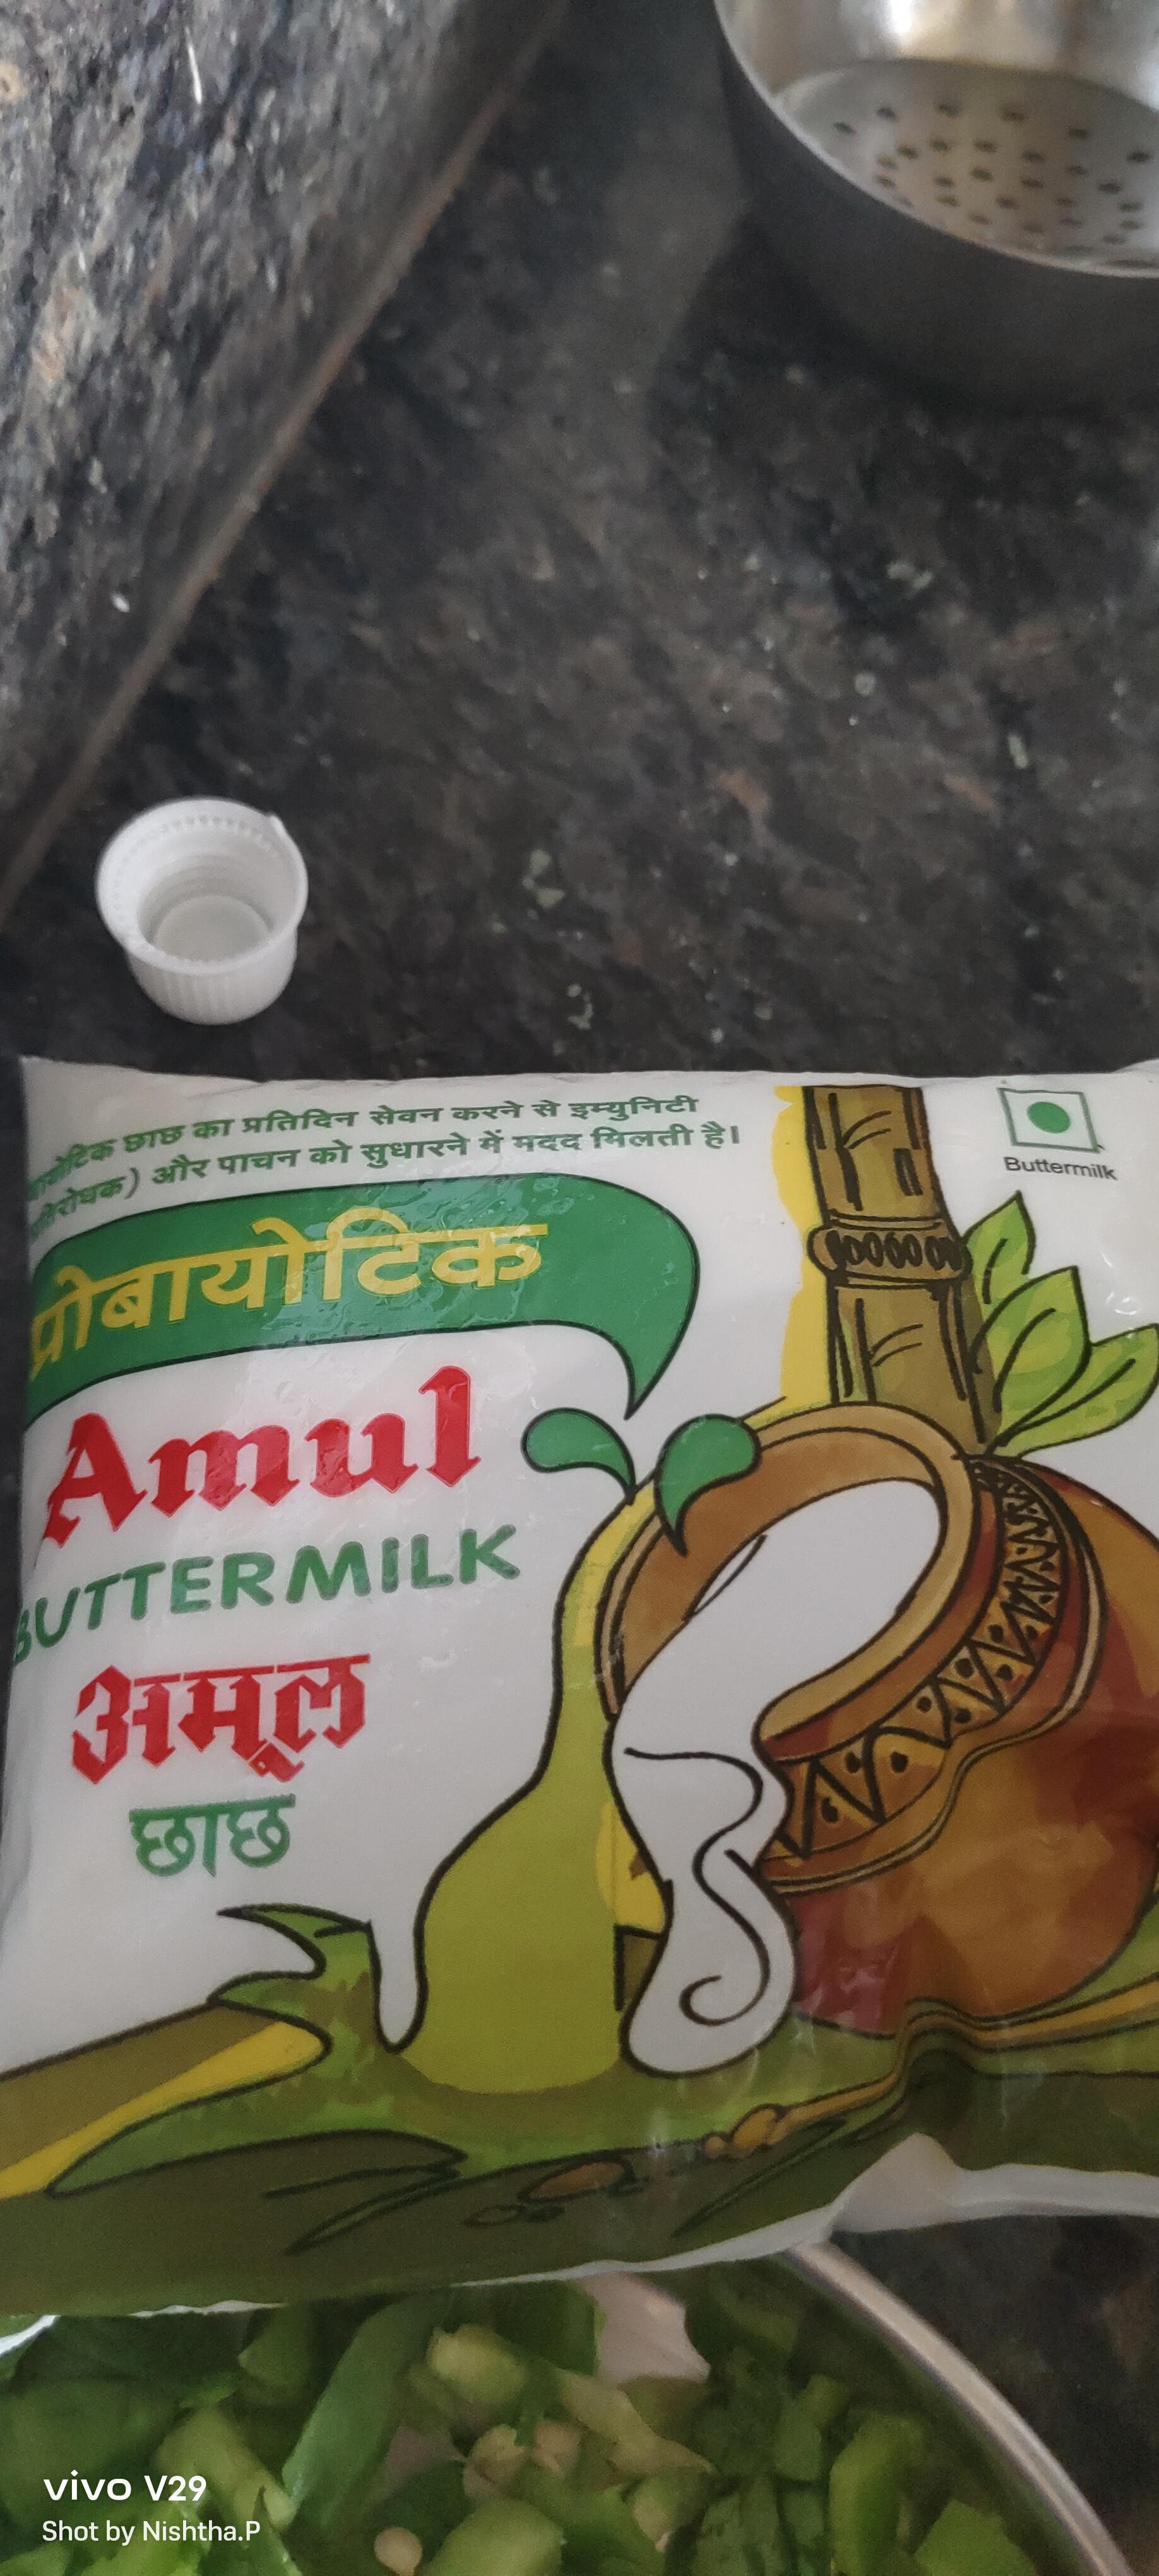 छाछ का प्रतिदिन सेवन करने से इम्युनिटी
और पाचन को सुधारने में मदद मिलती है।
प्रोबायोटिक
Buttermilk
Amul
BUTTERMILK
अमूल
छाछ
vivo V29
Shot by Nishtha.P